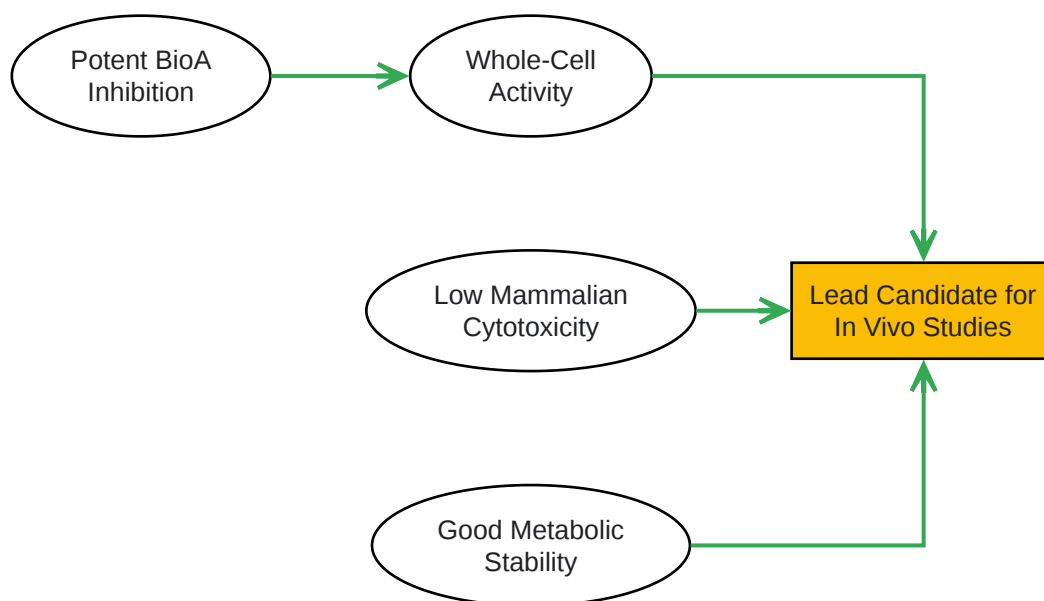 Potent BioA
Inhibition
Whole-Cell
Activity
Low Mammalian
Cytotoxicity
Lead Candidate for
In Vivo Studies
Good Metabolic
Stability